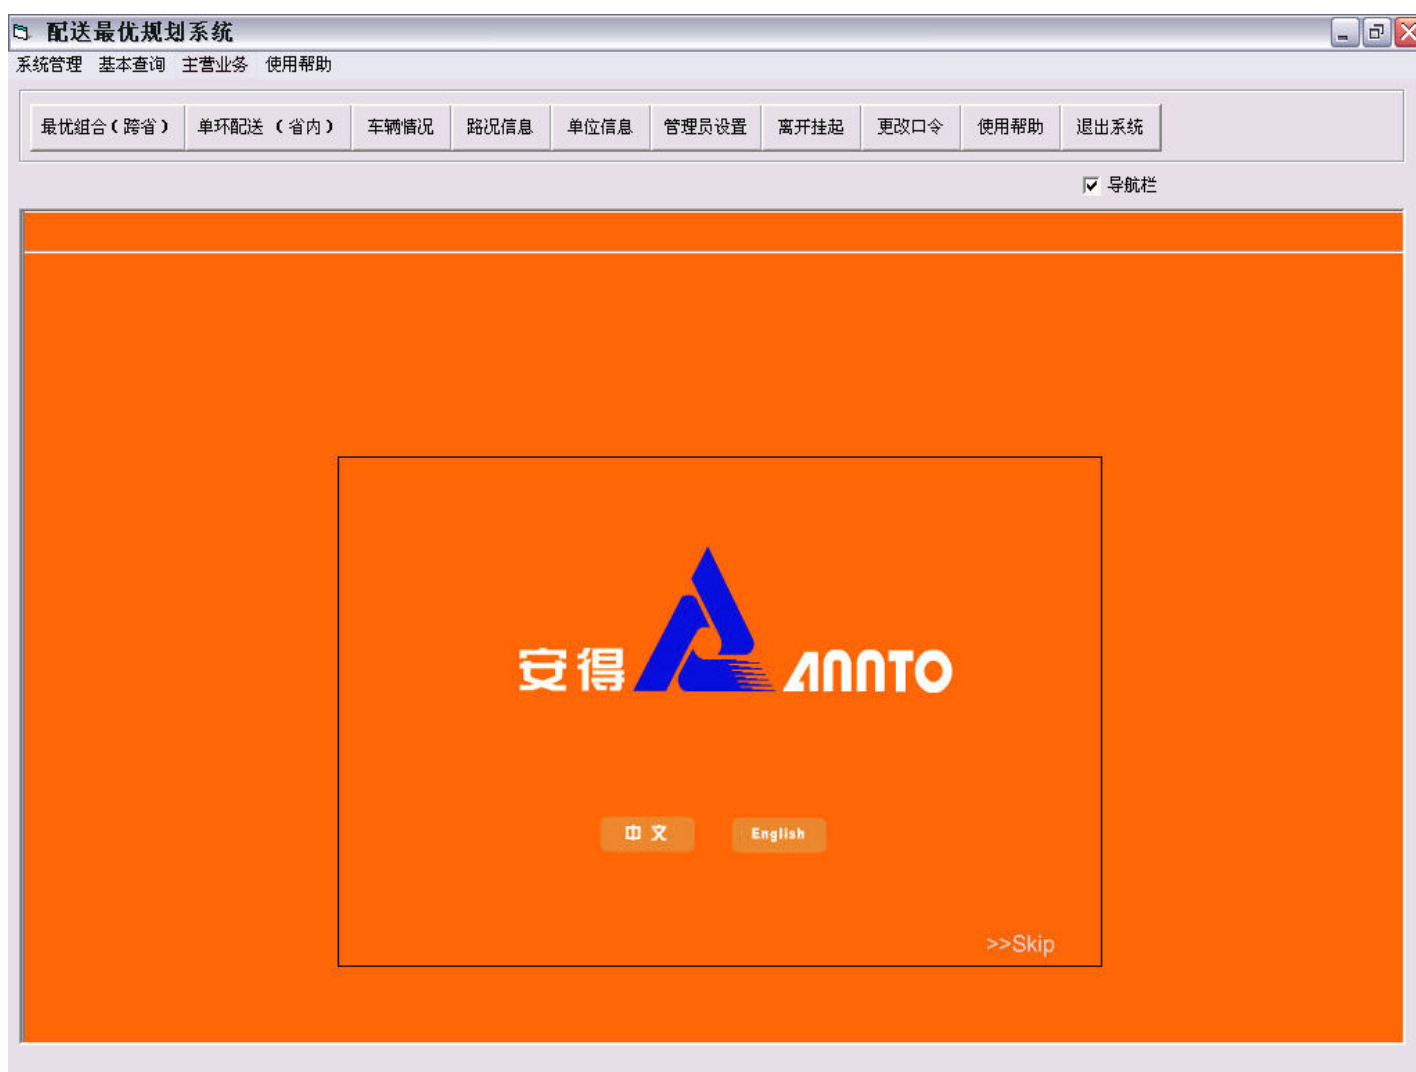 配送最优规划系统
系统管理 基本查询 主营业务 使用帮助
最优组合(跨省) 单环配送 (省内) 车辆情况 路况信息 单位信息 管理员设置 离开挂起 更改口令 使用帮助 退出系统
导航栏
安得 ANNTO
中文 English
>>Skip